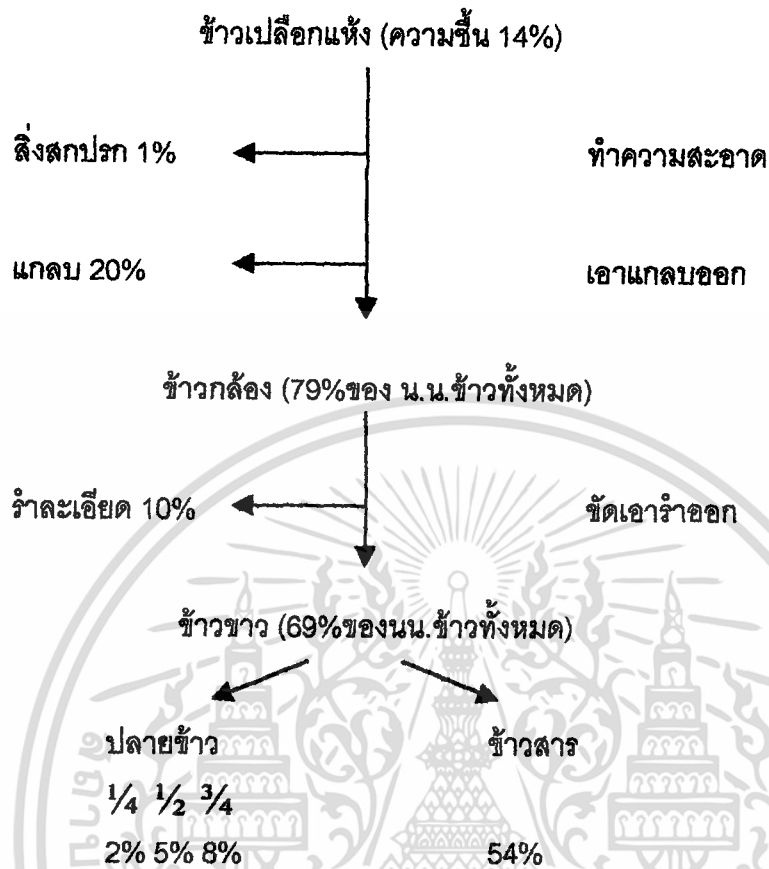 ข้าวเปลือกแห้ง (ความชื้น 14%)
สิ่งสกปรก 1% ทำความสะอาด
แกลบ 20% เอาแกลบออก
ข้าวกล้อง (79%ของ น.น.ข้าวทั้งหมด)
รำละเอียด 10% ขัดเอารำออก
ข้าวขาว (69%ของนน.ข้าวทั้งหมด)
ปลายข้าว ข้าวสาร
1/4 1/2 3/4
2% 5% 8% 54%